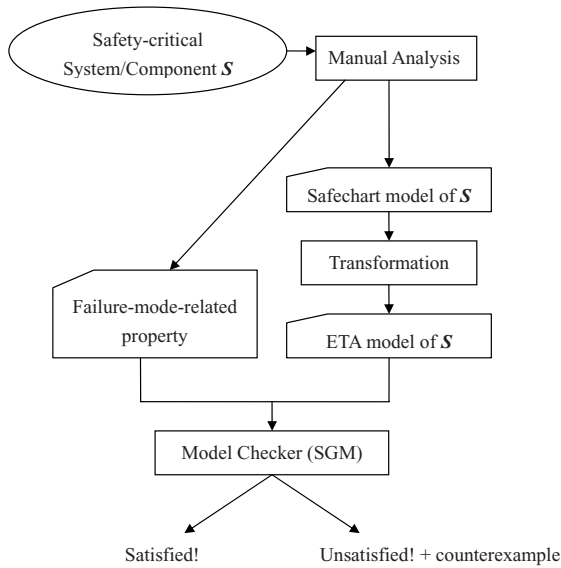 Safety-critical
System/Component S
Manual Analysis
Safechart model of S
Transformation
Failure-mode-related
property
ETA model of S
Model Checker (SGM)
Satisfied!
Unsatisfied! + counterexample